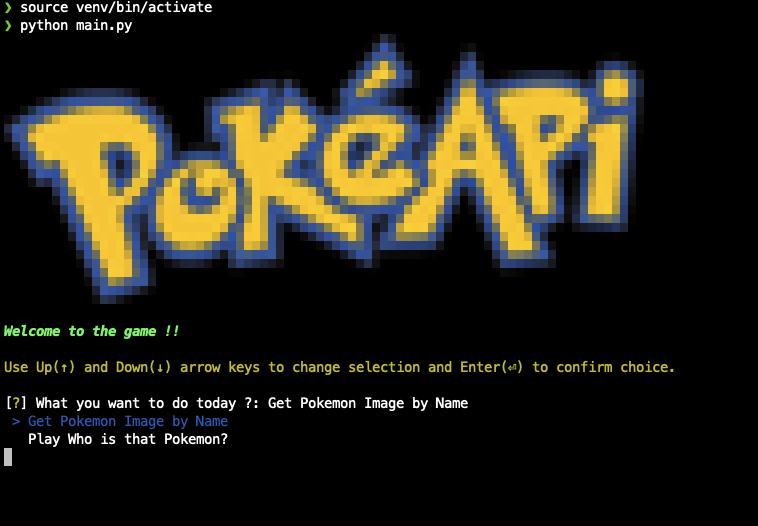 ❯ source venv/bin/activate
❯ python main.py
PoKéAPi
Welcome to the game !!
Use Up(↑) and Down(↓) arrow keys to change selection and Enter(⏎) to confirm choice.
[?] What you want to do today ?: Get Pokemon Image by Name
> Get Pokemon Image by Name
Play Who is that Pokemon?